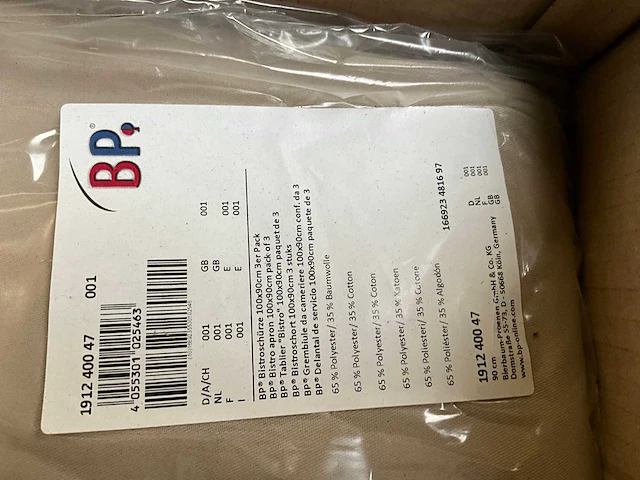 BP®
1912 400 47 001
4 055301 025463
D/A/CH 001 GB 001
NL 001 GB
F 001 E 001
I 001 E 001
BP® Bistroschürze 100x90cm 3er Pack
BP® Bistro apron 100x90cm pack of 3
BP® Tablier "Bistro" 100x90cm paquet de 3
BP® Bistroschort 100x90cm 3 stuks
BP® Grembiule da cameriere 100x90cm conf. da 3
BP® Delantal de servicio 100x90cm paquete de 3
65 % Polyester/ 35 % Baumwolle
65 % Polyester/ 35 % Cotton
65 % Polyester/ 35 % Coton
65 % Polyester/ 35 % Katoen
65 % Poliestere/ 35 % Cotone
65 % Poliéster/ 35 % Algodón
166923 4816 97
1912 400 47
90 cm
D 001
NL 001
F 001
GB 001
GB
Bierbaum-Proenen GmbH & Co. KG
Domstraße 55-73, D - 50668 Köln, Germany
www.bp-online.com